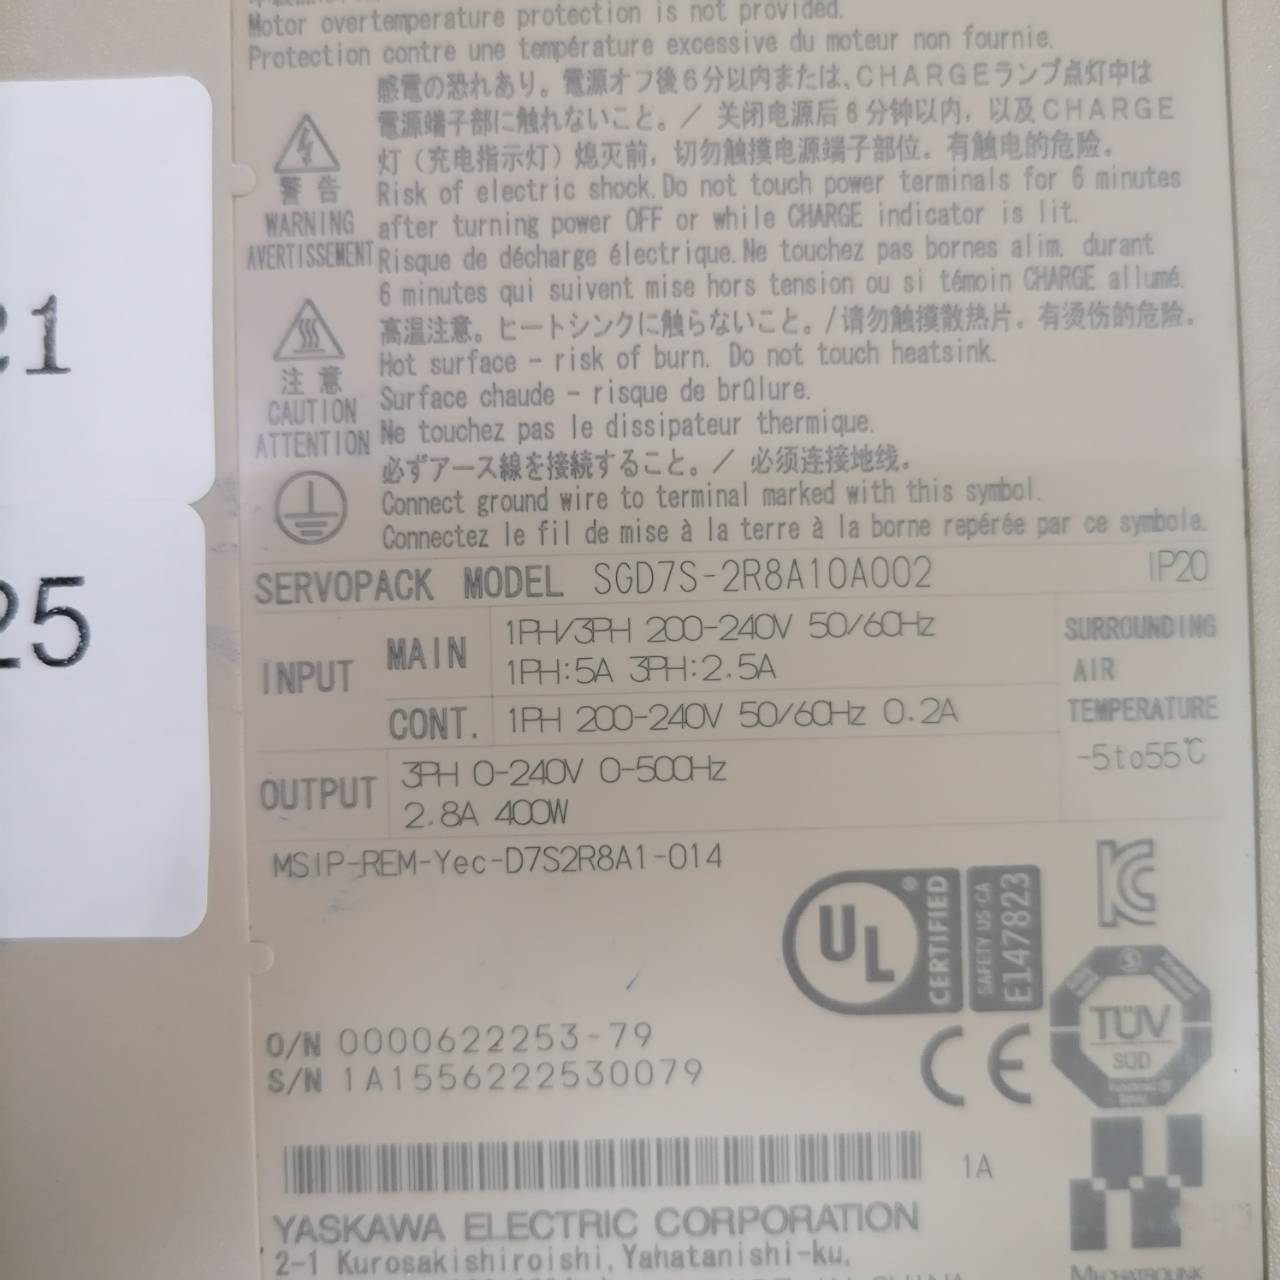 Motor overtemperature protection is not provided.
Protection contre une température excessive du moteur non fournie.
感電の恐れあり。電源オフ後6分以内または、CHARGEランプ点灯中は
電源端子部に触れないこと。/ 关闭电源后6分钟以内，以及CHARGE
灯（充电指示灯）熄灭前，切勿触摸电源端子部位。有触电的危险。
警告
WARNING
AVERTISSEMENT
Risk of electric shock. Do not touch power terminals for 6 minutes
after turning power OFF or while CHARGE indicator is lit.
Risque de décharge électrique. Ne touchez pas bornes alim. durant
6 minutes qui suivent mise hors tension ou si témoin CHARGE allumé.
高温注意。ヒートシンクに触らないこと。/请勿触摸散热片。有烫伤的危险。
注意
CAUTION
ATTENTION
Hot surface - risk of burn. Do not touch heatsink.
Surface chaude - risque de brûlure.
Ne touchez pas le dissipateur thermique.
必ずアース線を接続すること。/ 必须连接地线。
Connect ground wire to terminal marked with this symbol.
Connectez le fil de mise à la terre à la borne repérée par ce symbole.
SERVOPACK MODEL SGD7S-2R8A10A002 IP20
INPUT
MAIN
1PH/3PH 200-240V 50/60Hz
1PH:5A 3PH:2.5A
CONT. 1PH 200-240V 50/60Hz 0.2A
SURROUNDING
AIR
TEMPERATURE
-5to55℃
OUTPUT
3PH 0-240V 0-500Hz
2.8A 400W
MSIP-REM-Yec-D7S2R8A1-014
UL
®
CERTIFIED
SAFETY US-CA
E147823
TÜV
SÜD
O/N 0000622253-79
S/N 1A1556222530079
CE
1A
YASKAWA ELECTRIC CORPORATION
2-1 Kurosakishiroishi, Yahatanishi-ku,
MECHATROLINK
21
25